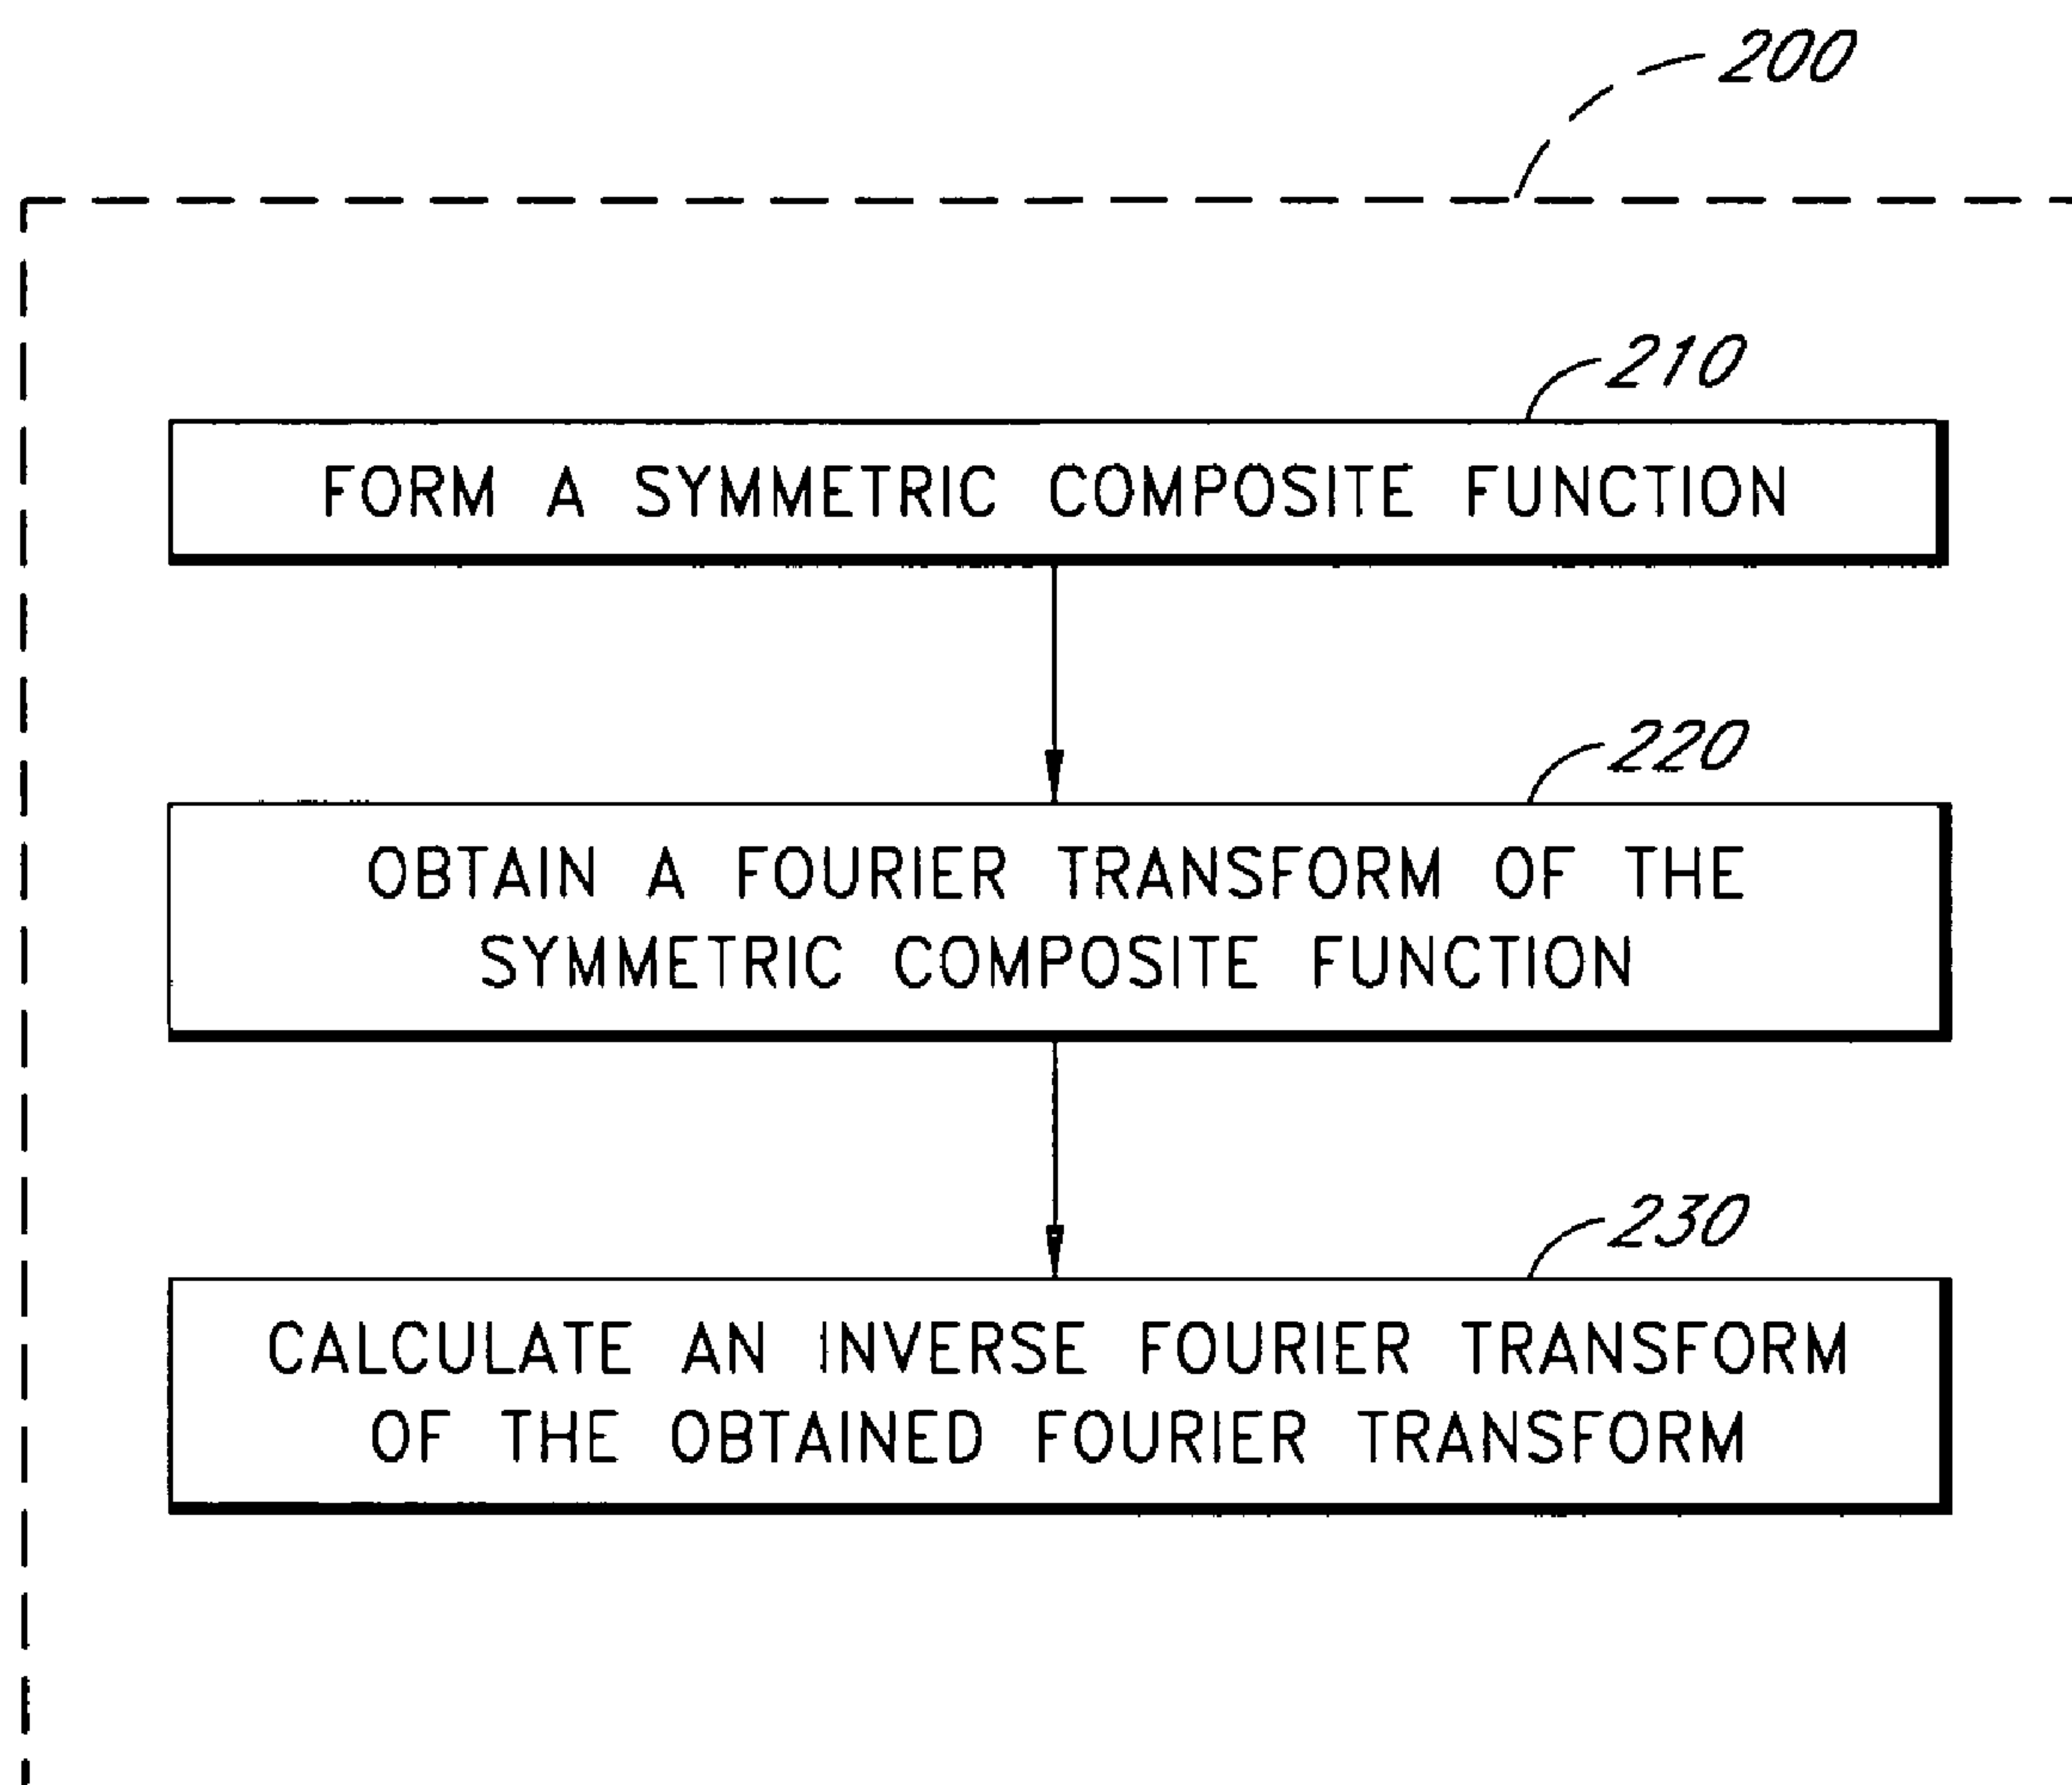 200
210
FORM A SYMMETRIC COMPOSITE FUNCTION
220
OBTAIN A FOURIER TRANSFORM OF THE
SYMMETRIC COMPOSITE FUNCTION
230
CALCULATE AN INVERSE FOURIER TRANSFORM
OF THE OBTAINED FOURIER TRANSFORM